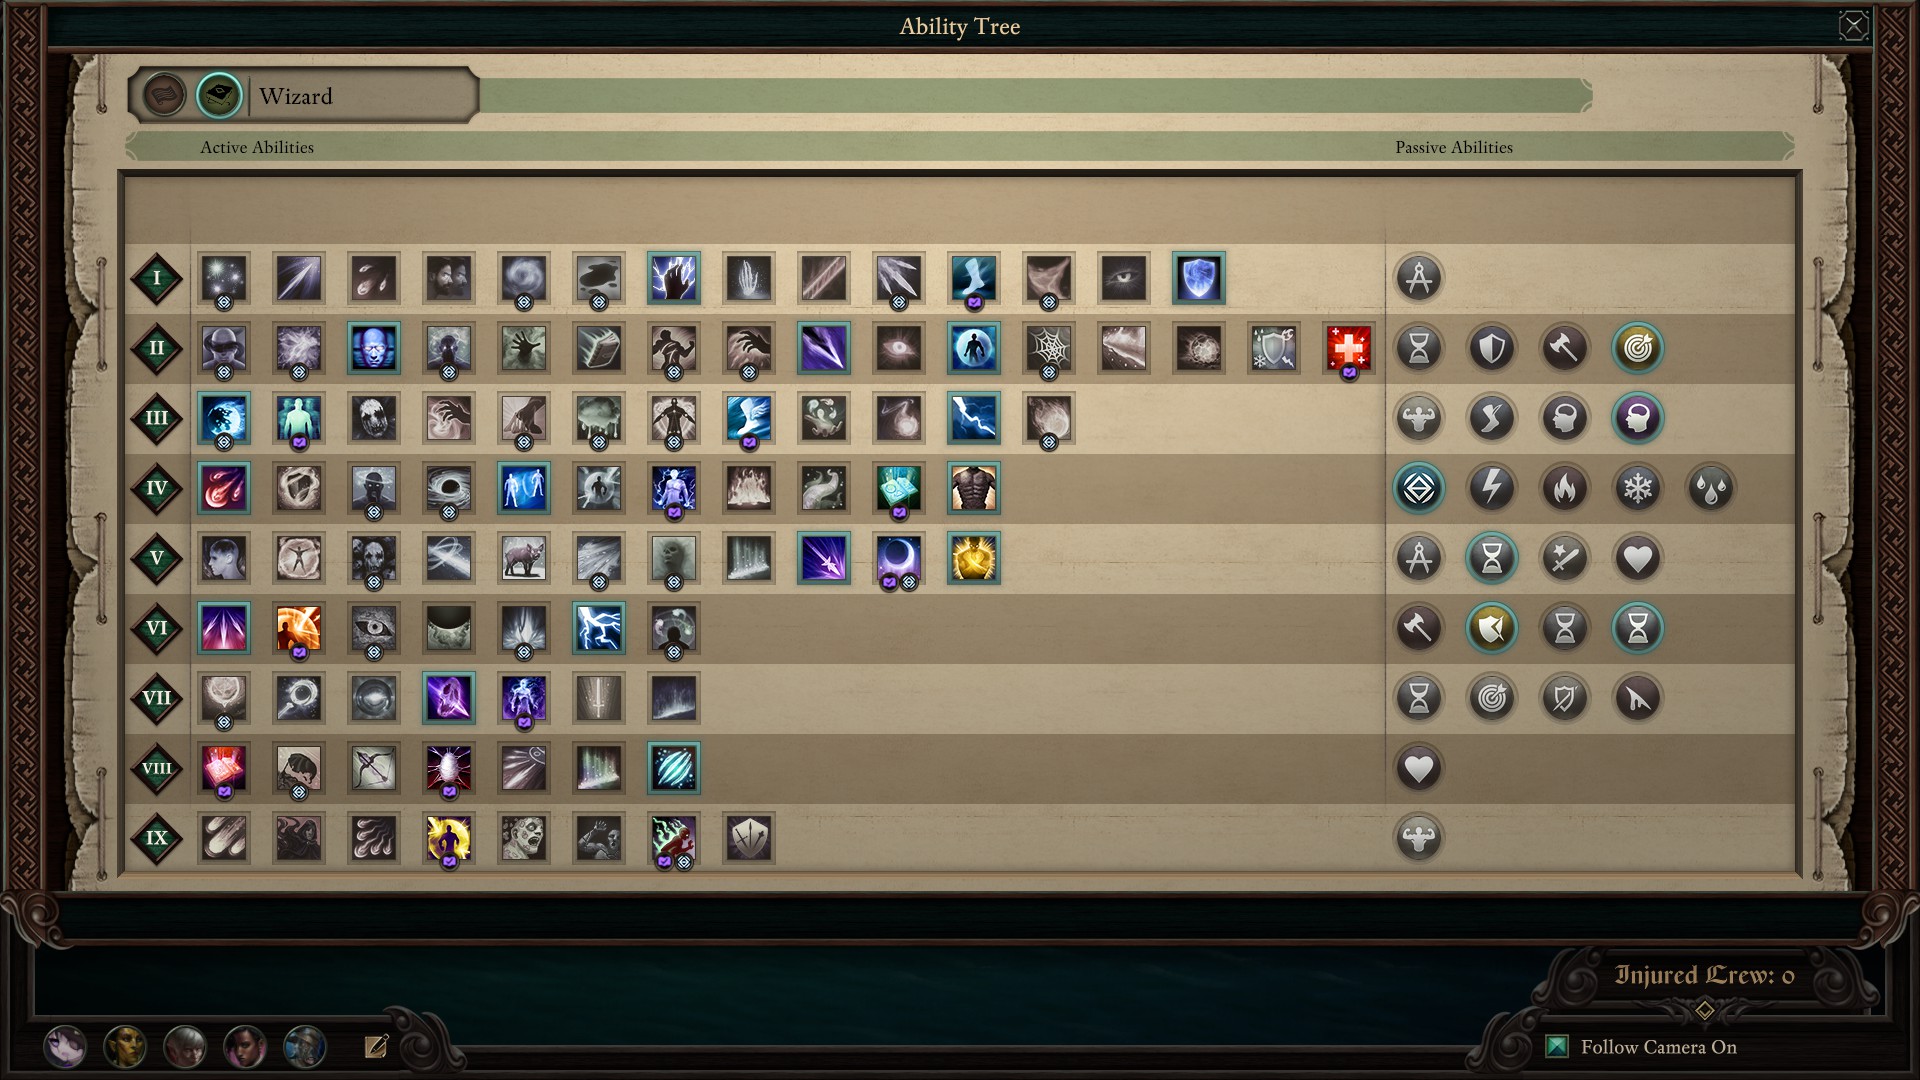 Ability Tree
Wizard
Active Abilities
Passive Abilities
I
II
III
IV
V
VI
VII
VIII
IX
Injured Crew: 0
Follow Camera On